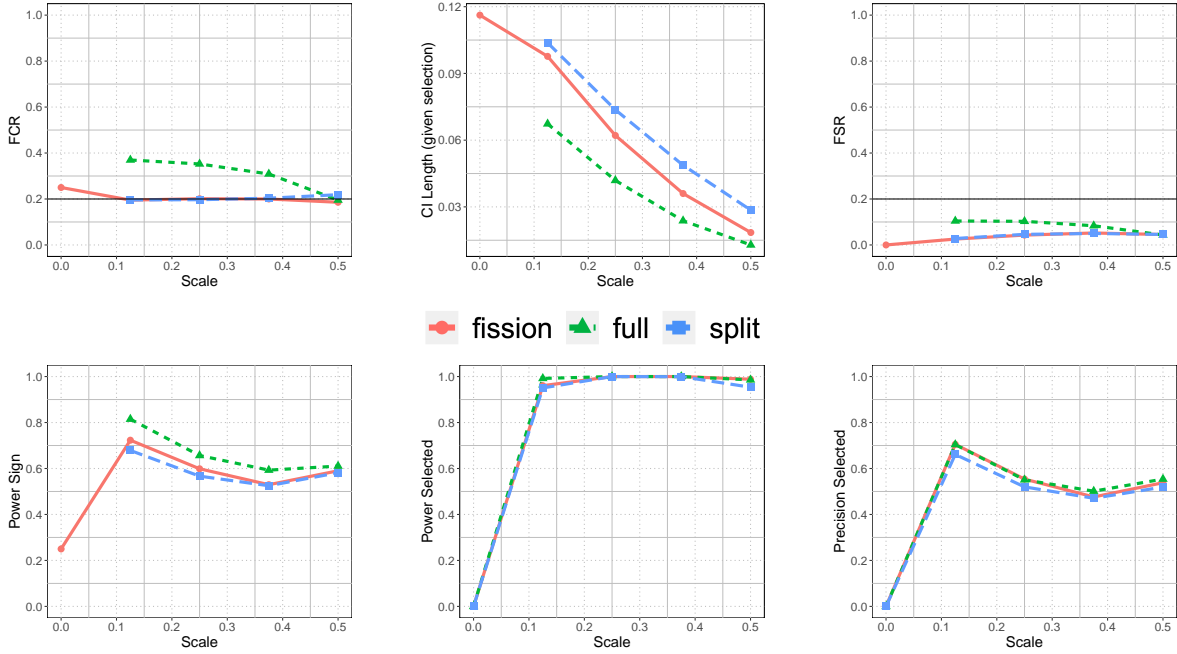 FCR
1.0
0.8
0.6
0.4
0.2
0.0
0.0 0.1 0.2 0.3 0.4 0.5
Scale
CI Length (given selection)
0.12
0.09
0.06
0.03
0.0 0.1 0.2 0.3 0.4 0.5
Scale
FSR
1.0
0.8
0.6
0.4
0.2
0.0
0.0 0.1 0.2 0.3 0.4 0.5
Scale
fission full split
Power Sign
1.0
0.8
0.6
0.4
0.2
0.0
0.0 0.1 0.2 0.3 0.4 0.5
Scale
Power Selected
1.0
0.8
0.6
0.4
0.2
0.0
0.0 0.1 0.2 0.3 0.4 0.5
Scale
Precision Selected
1.0
0.8
0.6
0.4
0.2
0.0
0.0 0.1 0.2 0.3 0.4 0.5
Scale